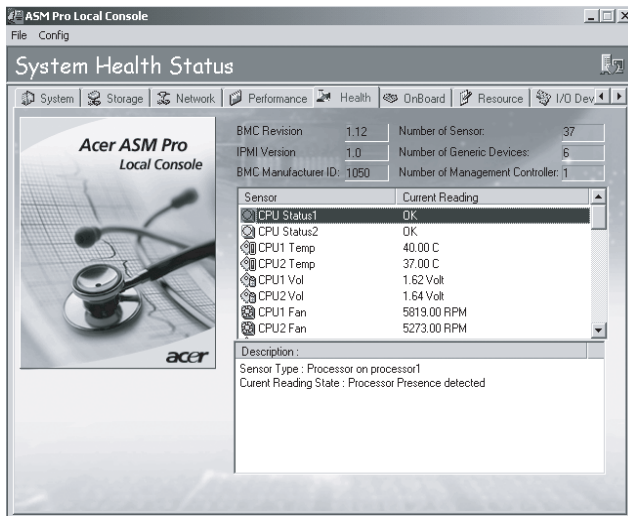 ASM Pro Local Console
File Config
System Health Status
System Storage Network Performance Health OnBoard Resource I/O Dev
Acer ASM Pro
Local Console
acer
BMC Revision 1.12 Number of Sensor: 37
IPMI Version 1.0 Number of Generic Devices: 6
BMC Manufacturer ID: 1050 Number of Management Controller: 1
Sensor Current Reading
CPU Status1 OK
CPU Status2 OK
CPU1 Temp 40.00 C
CPU2 Temp 37.00 C
CPU1 Vol 1.62 Volt
CPU2 Vol 1.64 Volt
CPU1 Fan 5819.00 RPM
CPU2 Fan 5273.00 RPM
Description :
Sensor Type : Processor on processor1
Curent Reading State : Processor Presence detected